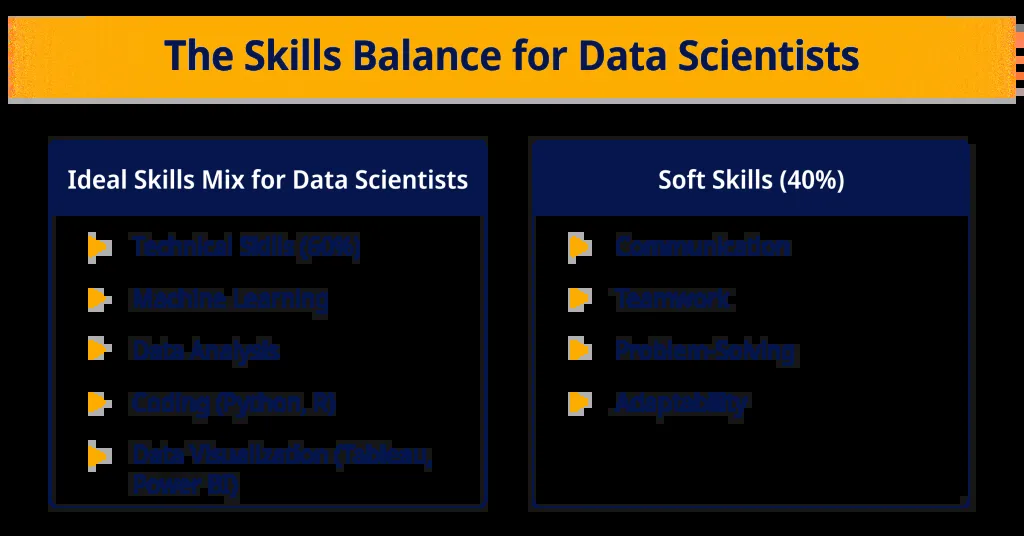 The Skills Balance for Data Scientists
Ideal Skills Mix for Data Scientists
Technical Skills (60%)
Machine Learning
Data Analysis
Coding (Python, R)
Data Visualization (Tableau,
Power BI)
Soft Skills (40%)
Communication
Teamwork
Problem-Solving
Adaptability